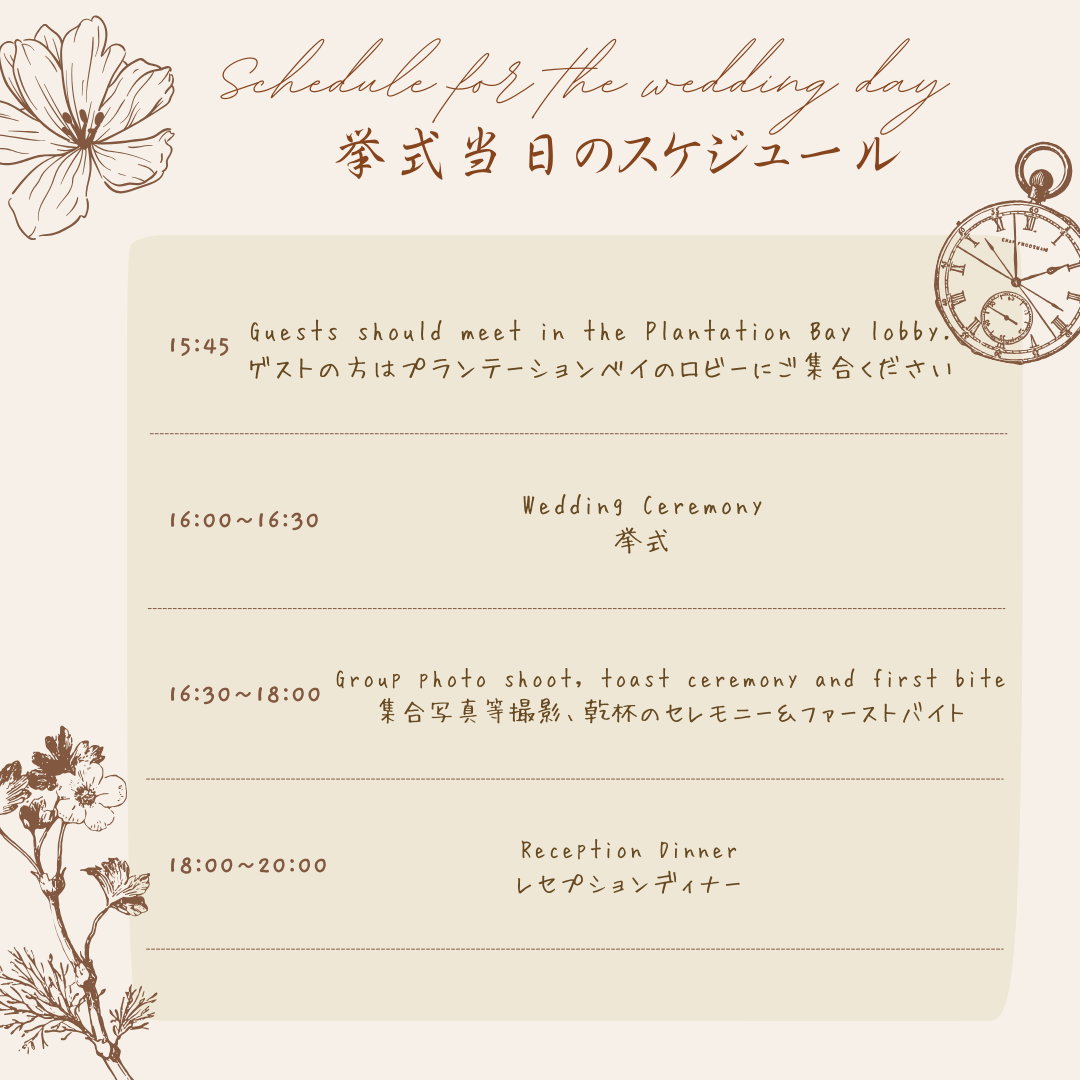 Schedule for the wedding day
挙式当日のスケジュール
15:45
Guests should meet in the Plantation Bay lobby.
ゲストの方はプランテーションベイのロビーにご集合ください
16:00~16:30
Wedding Ceremony
挙式
16:30~18:00
Group photo shoot, toast ceremony and first bite
集合写真等撮影、乾杯のセレモニー&ファーストバイト
18:00~20:00
Reception Dinner
レセプションディナー